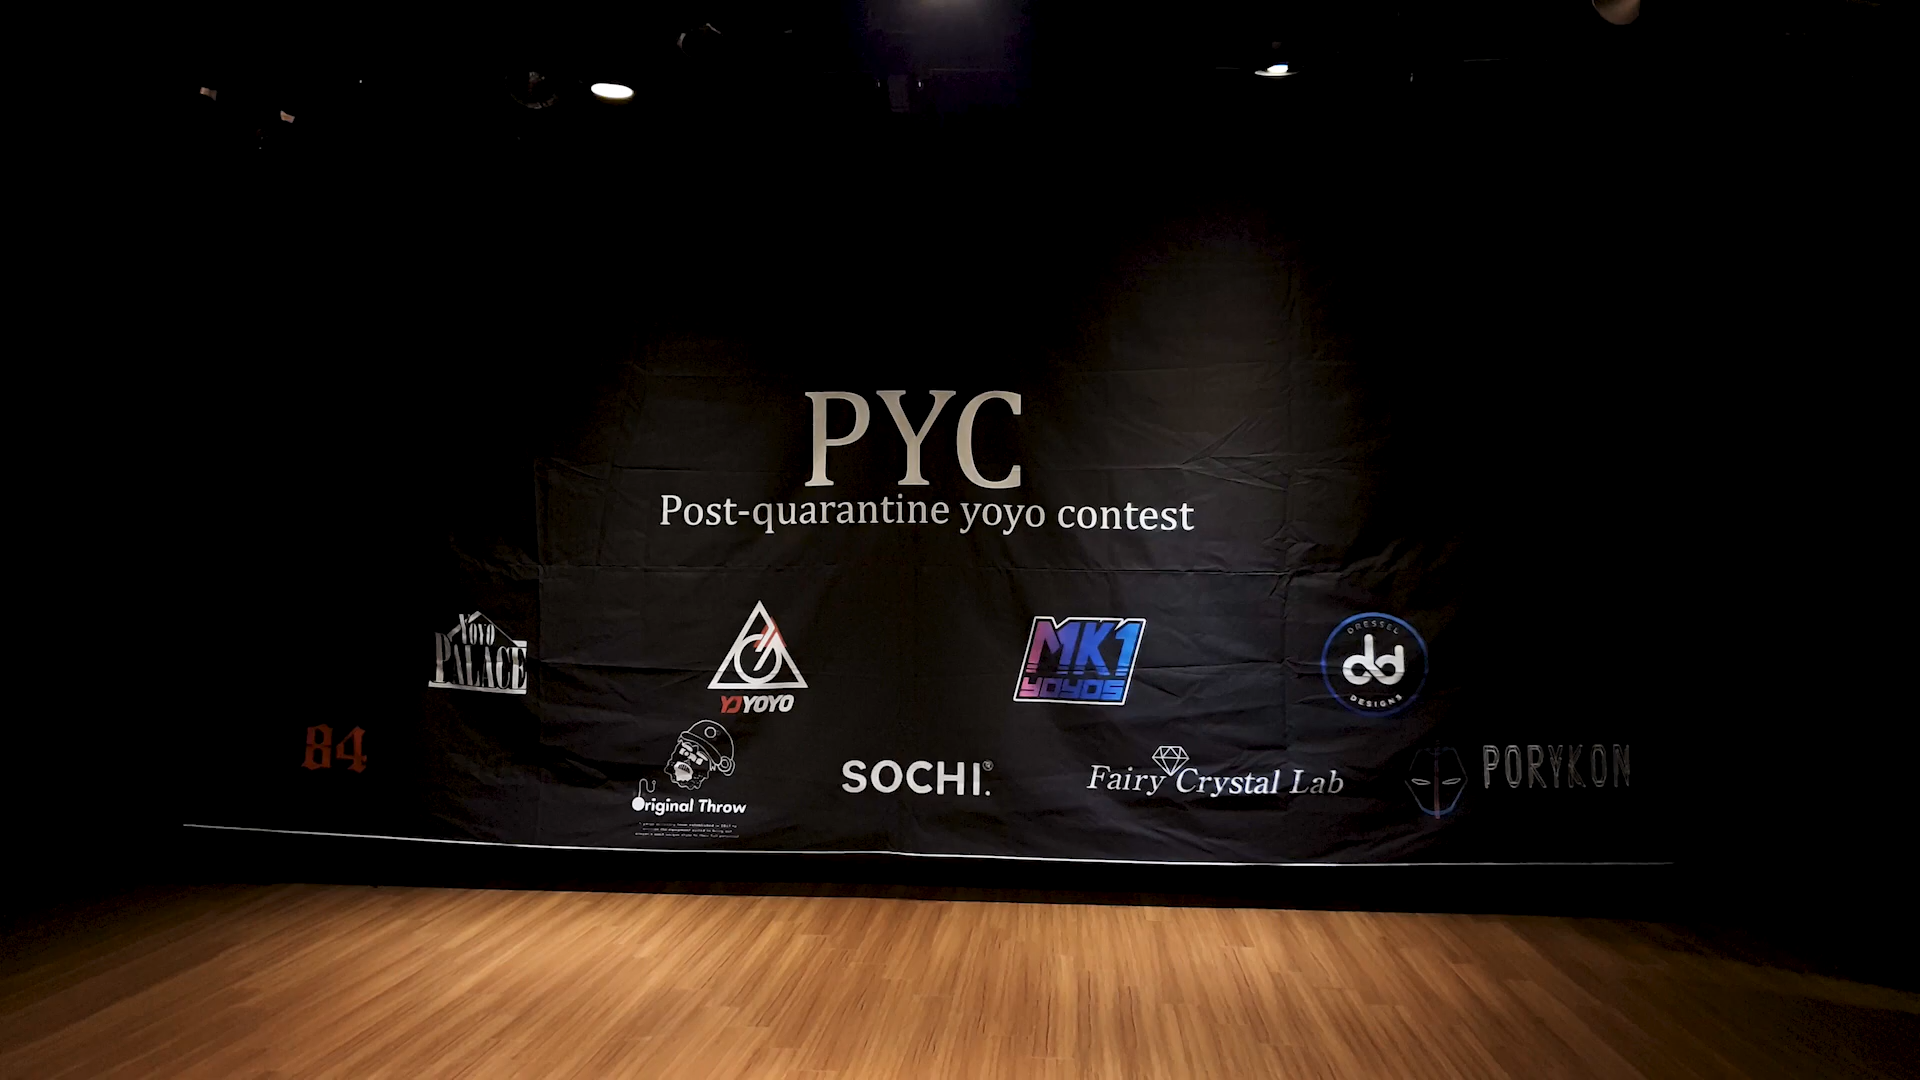 PYC
Post-quarantine yoyo contest
Yoyo
PALACE
YJYOYO
MK1
YOYOS
DRESSEL
dd
DESIGNS
84
Original Throw
SOCHI.®
Fairy Crystal Lab
PORYKON